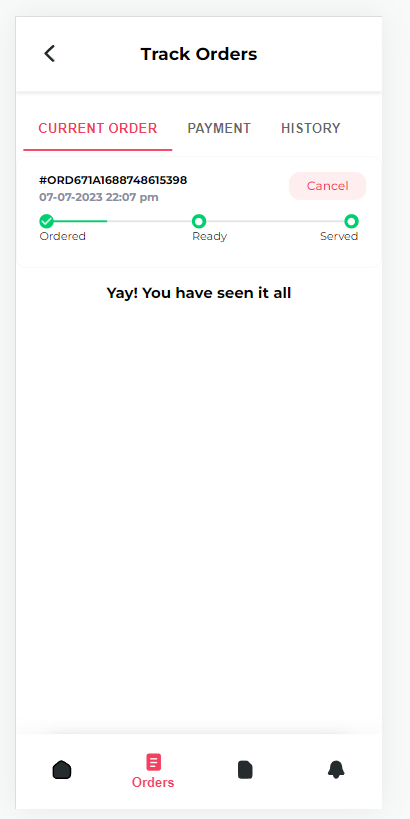 Track Orders
CURRENT ORDER PAYMENT HISTORY
#ORD671A1688748615398
Cancel
07-07-2023 22:07 pm
Ordered Ready Served
Yay! You have seen it all
Orders